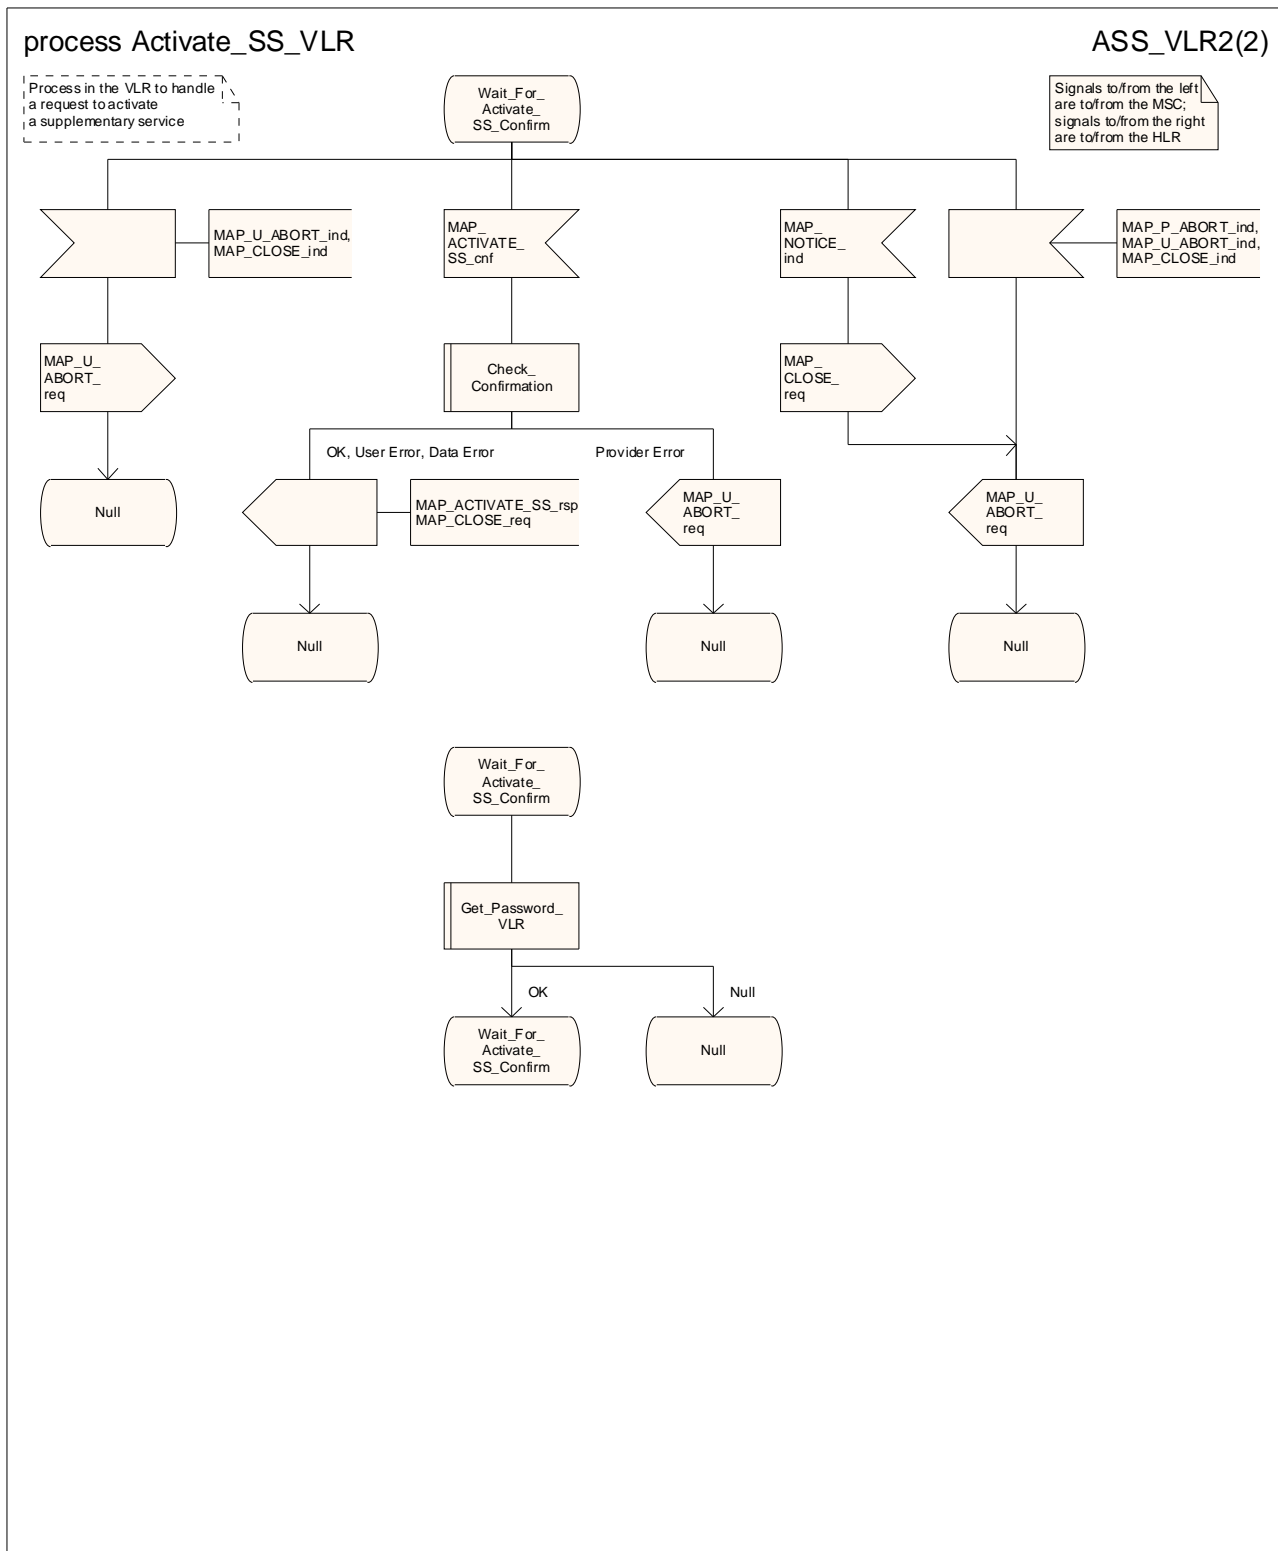 process Activate_SS_VLR
ASS_VLR2(2)
Process in the VLR to handle
a request to activate
a supplementary service
Wait_For_
Activate_
SS_Confirm
Signals to/from the left
are to/from the MSC;
signals to/from the right
are to/from the HLR
MAP_U_ABORT_ind,
MAP_CLOSE_ind
MAP_
ACTIVATE_
SS_cnf
MAP_
NOTICE_
ind
MAP_P_ABORT_ind,
MAP_U_ABORT_ind,
MAP_CLOSE_ind
MAP_U_
ABORT_
req
Check_
Confirmation
MAP_
CLOSE_
req
OK, User Error, Data Error
Provider Error
Null
MAP_ACTIVATE_SS_rsp
MAP_CLOSE_req
MAP_U_
ABORT_
req
MAP_U_
ABORT_
req
Null
Null
Null
Wait_For_
Activate_
SS_Confirm
Get_Password_
VLR
OK
Null
Wait_For_
Activate_
SS_Confirm
Null